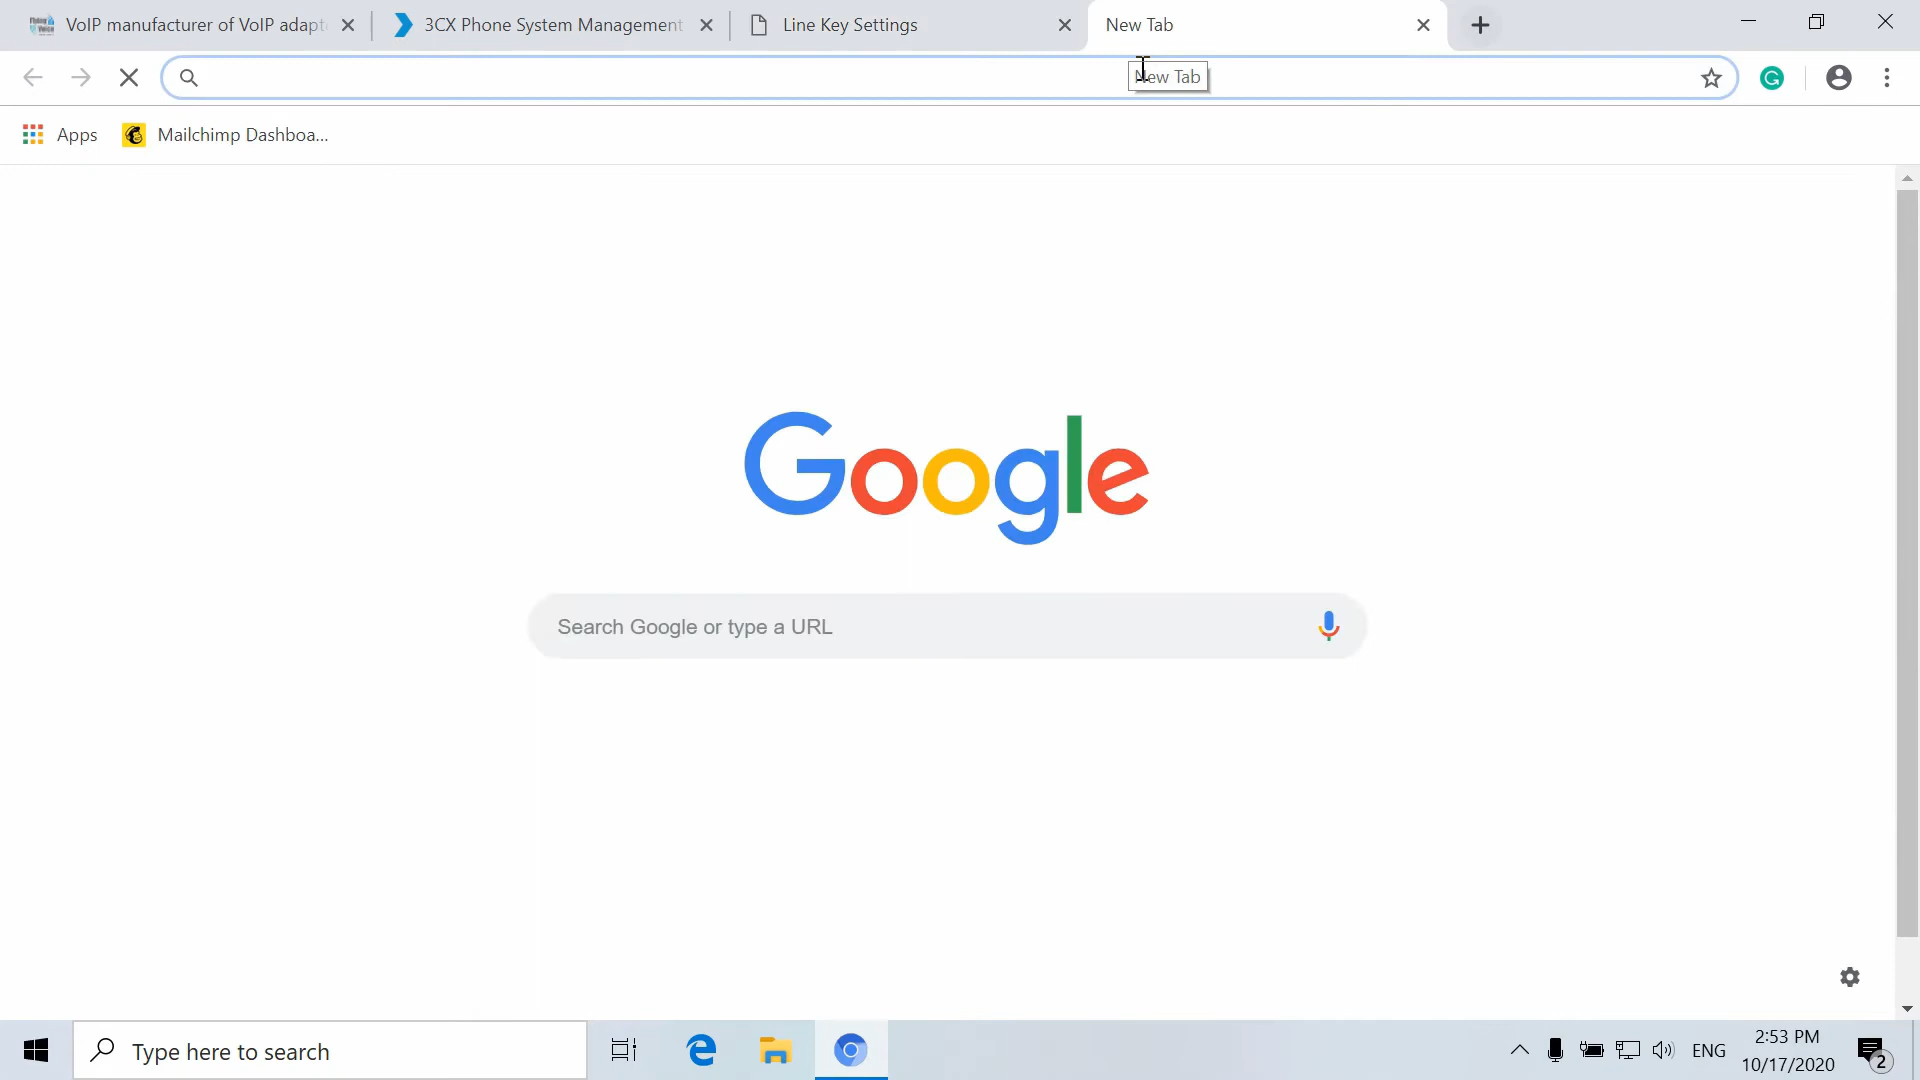 VoIP manufacturer of VoIP adapt
3CX Phone System Management
Line Key Settings
New Tab
New Tab
Apps
Mailchimp Dashboa...
Google
Search Google or type a URL
Type here to search
ENG
2:53 PM
10/17/2020
2